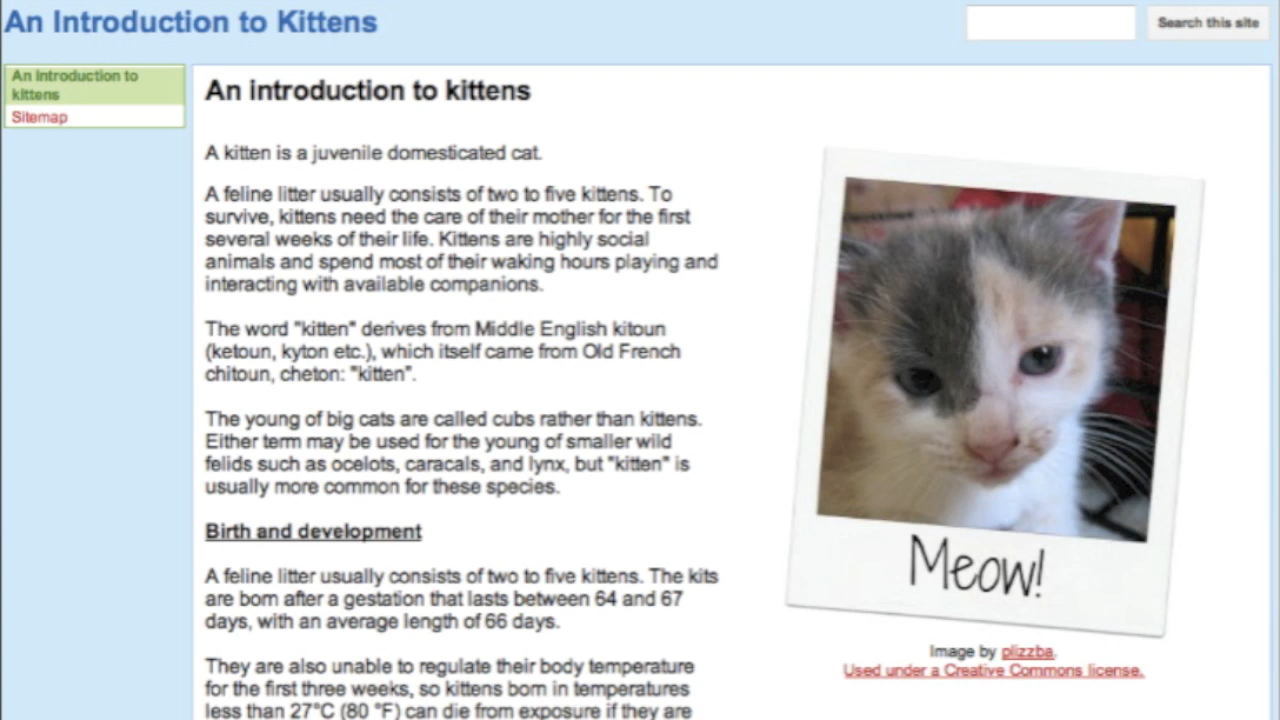 An Introduction to Kittens
Search this site
An introduction to
kittens
Sitemap
An introduction to kittens
A kitten is a juvenile domesticated cat.
A feline litter usually consists of two to five kittens. To
survive, kittens need the care of their mother for the first
several weeks of their life. Kittens are highly social
animals and spend most of their waking hours playing and
interacting with available companions.
The word "kitten" derives from Middle English kitoun
(ketoun, kyton etc.), which itself came from Old French
chitoun, cheton: "kitten".
The young of big cats are called cubs rather than kittens.
Either term may be used for the young of smaller wild
felids such as ocelots, caracals, and lynx, but "kitten" is
usually more common for these species.
Birth and development
A feline litter usually consists of two to five kittens. The kits
are born after a gestation that lasts between 64 and 67
days, with an average length of 66 days.
They are also unable to regulate their body temperature
for the first three weeks, so kittens born in temperatures
less than 27°C (80 °F) can die from exposure if they are
Meow!
Image by plizzba.
Used under a Creative Commons license.